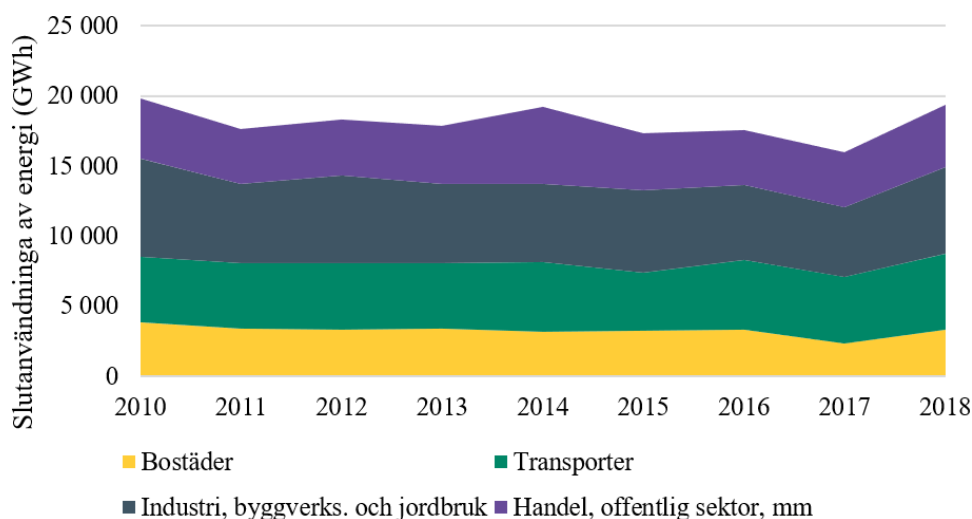 Slutanvändninga av energi (GWh)
25 000
20 000
15 000
10 000
5 000
0
2010 2011 2012 2013 2014 2015 2016 2017 2018
Bostäder Transporter
Industri, byggverks. och jordbruk Handel, offentlig sektor, mm